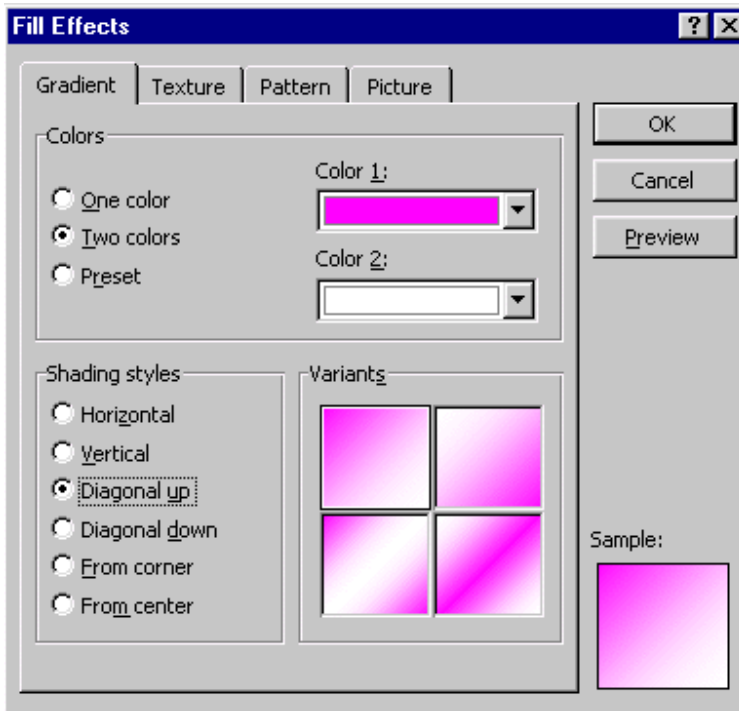 Fill Effects
Gradient Texture Pattern Picture
Colors
One color
Two colors
Preset
Color 1:
Color 2:
OK
Cancel
Preview
Shading styles
Horizontal
Vertical
Diagonal up
Diagonal down
From corner
From center
Variants
Sample: